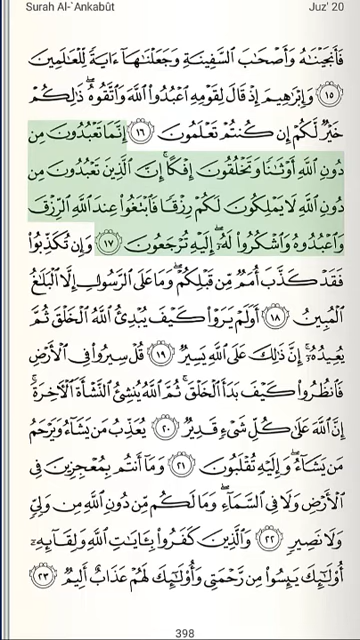 Surah Al-`Ankabût Juz' 20
فَأَنجَيْنَـٰهُ وَأَصْحَـٰبَ ٱلسَّفِينَةِ وَجَعَلْنَـٰهَآ ءَايَةً لِّلْعَـٰلَمِينَ
١٥ وَإِبْرَٰهِيمَ إِذْ قَالَ لِقَوْمِهِ ٱعْبُدُوا۟ ٱللَّهَ وَٱتَّقُوهُ ۖ ذَٰلِكُمْ
خَيْرٌ لَّكُمْ إِن كُنتُمْ تَعْلَمُونَ ١٦ إِنَّمَا تَعْبُدُونَ مِن
دُونِ ٱللَّهِ أَوْثَـٰنًا وَتَخْلُقُونَ إِفْكًا ۚ إِنَّ ٱلَّذِينَ تَعْبُدُونَ مِن
دُونِ ٱللَّهِ لَا يَمْلِكُونَ لَكُمْ رِزْقًا فَٱبْتَغُوا۟ عِندَ ٱللَّهِ ٱلرِّزْقَ
وَٱعْبُدُوهُ وَٱشْكُرُوا۟ لَهُۥٓ ۖ إِلَيْهِ تُرْجَعُونَ ١٧ وَإِن تُكَذِّبُوا۟
فَقَدْ كَذَّبَ أُمَمٌ مِّن قَبْلِكُمْ ۖ وَمَا عَلَى ٱلرَّسُولِ إِلَّا ٱلْبَلَـٰغُ
ٱلْمُبِينُ ١٨ أَوَلَمْ يَرَوْا۟ كَيْفَ يُبْدِئُ ٱللَّهُ ٱلْخَلْقَ ثُمَّ
يُعِيدُهُۥٓ ۚ إِنَّ ذَٰلِكَ عَلَى ٱللَّهِ يَسِيرٌ ١٩ قُلْ سِيرُوا۟ فِى ٱلْأَرْضِ
فَٱنظُرُوا۟ كَيْفَ بَدَأَ ٱلْخَلْقَ ۚ ثُمَّ ٱللَّهُ يُنشِئُ ٱلنَّشْأَةَ ٱلْـَٔاخِرَةَ ۚ
إِنَّ ٱللَّهَ عَلَىٰ كُلِّ شَىْءٍ قَدِيرٌ ٢٠ يُعَذِّبُ مَن يَشَآءُ وَيَرْحَمُ
مَن يَشَآءُ ۖ وَإِلَيْهِ تُقْلَبُونَ ٢١ وَمَآ أَنتُم بِمُعْجِزِينَ فِى
ٱلْأَرْضِ وَلَا فِى ٱلسَّمَآءِ ۖ وَمَا لَكُم مِّن دُونِ ٱللَّهِ مِن وَلِىٍّ
وَلَا نَصِيرٍ ٢٢ وَٱلَّذِينَ كَفَرُوا۟ بِـَٔايَـٰتِ ٱللَّهِ وَلِقَآئِهِۦٓ
أُو۟لَـٰٓئِكَ يَئِسُوا۟ مِن رَّحْمَتِى وَأُو۟لَـٰٓئِكَ لَهُمْ عَذَابٌ أَلِيمٌ ٢٣
398